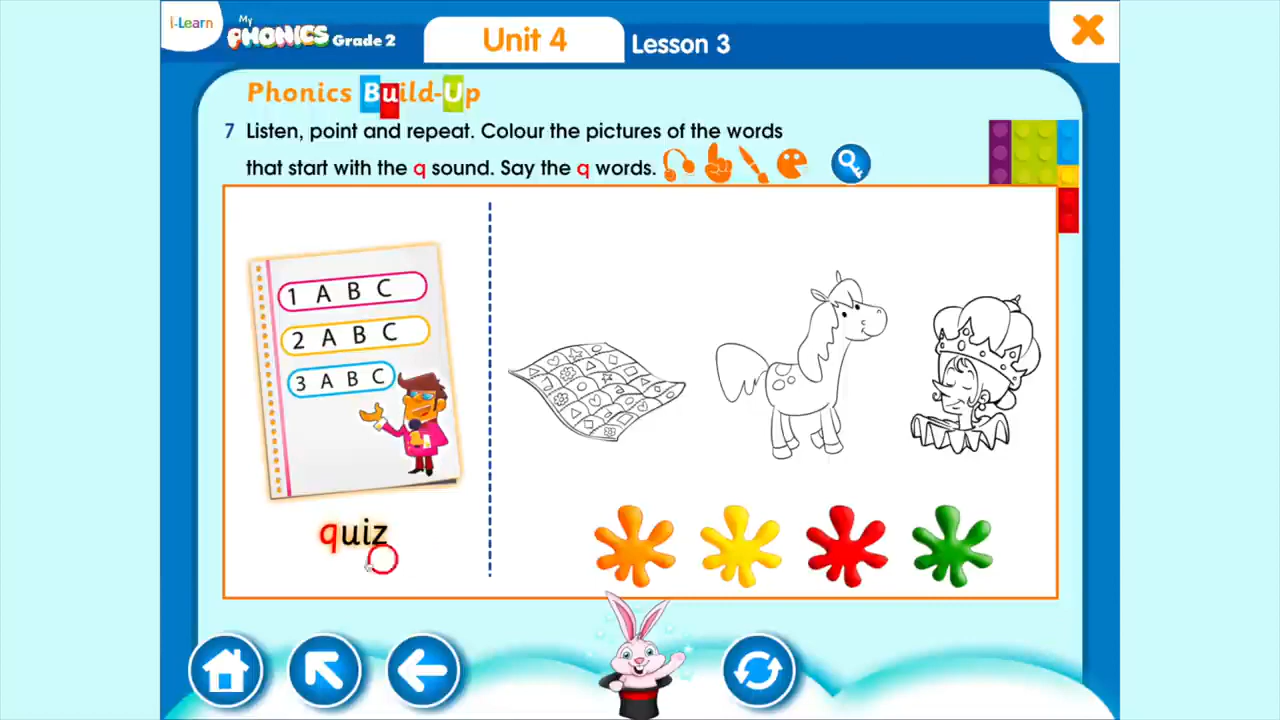 i-Learn
My
PHONICS Grade 2
Unit 4
Lesson 3
Phonics Build-Up
7 Listen, point and repeat. Colour the pictures of the words
that start with the q sound. Say the q words.
1 A B C
2 A B C
3 A B C
quiz